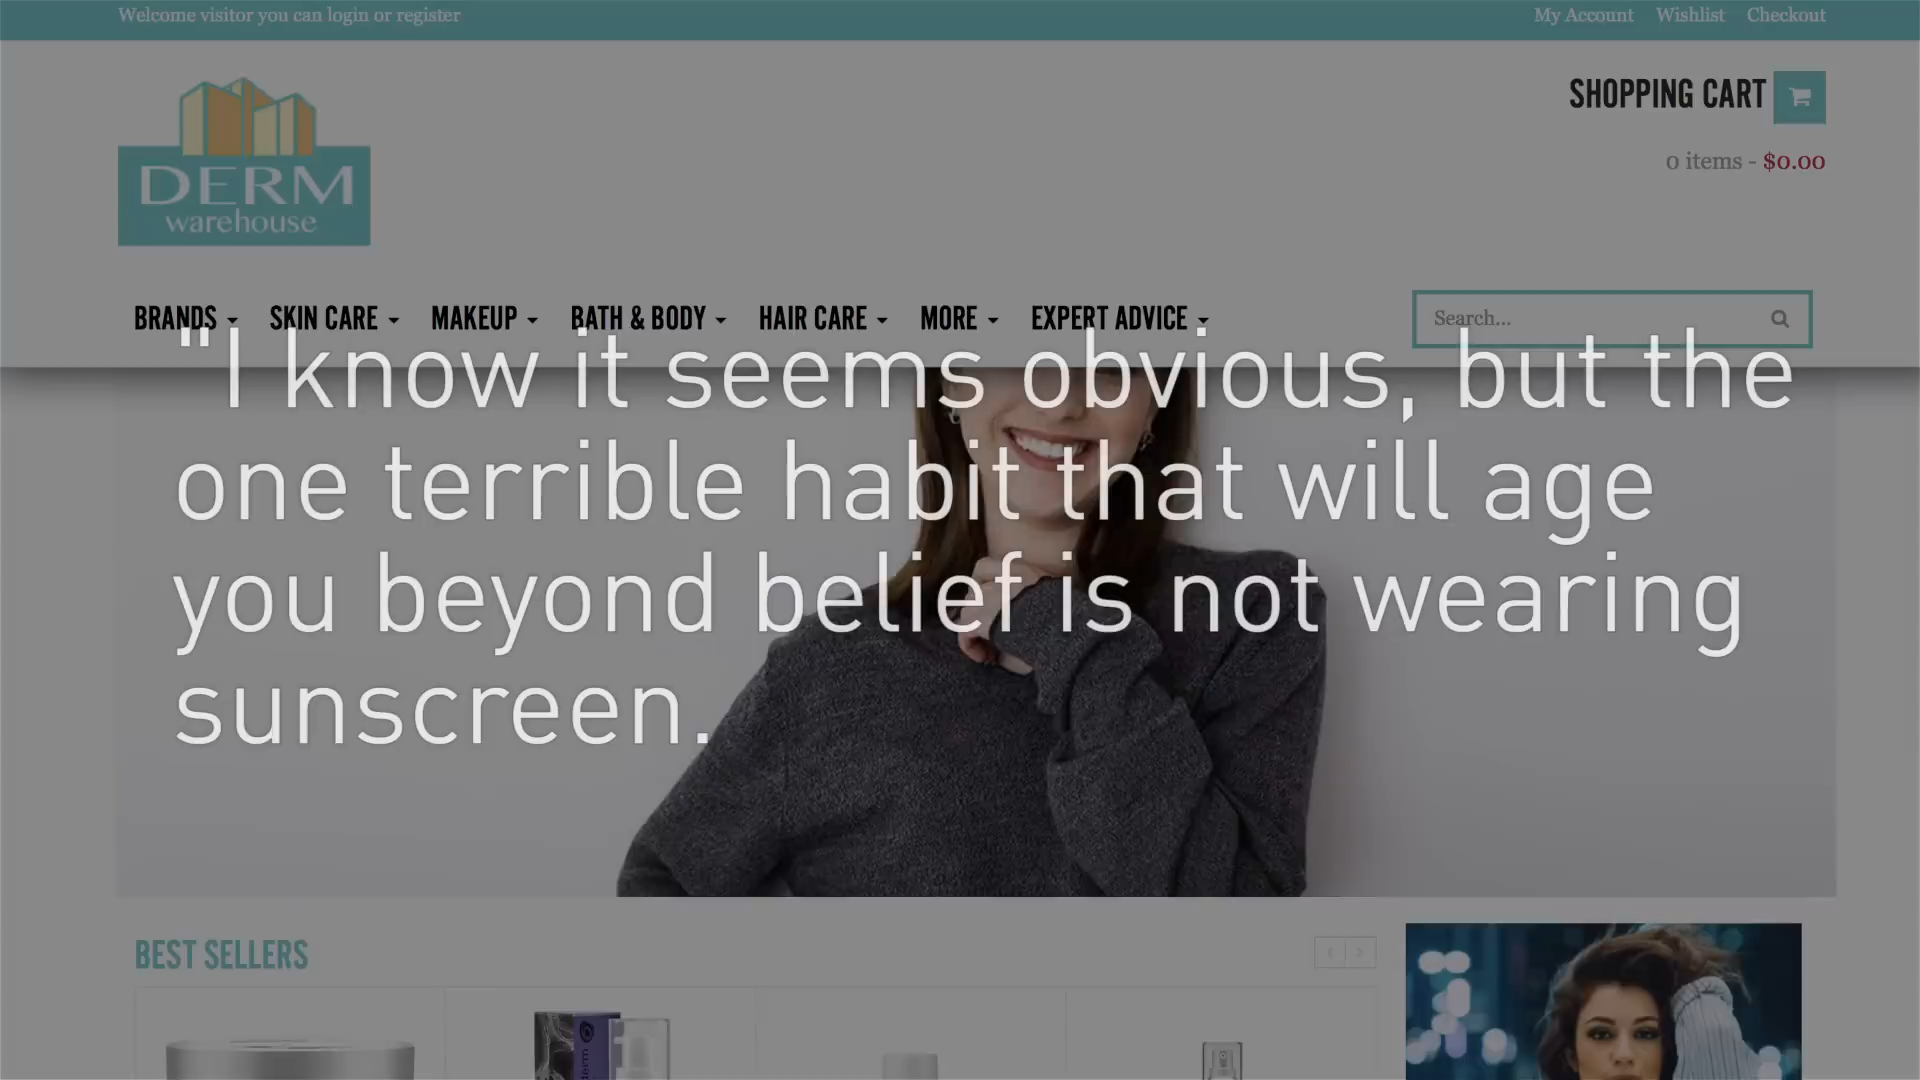 Welcome visitor you can login or register
My Account Wishlist Checkout
SHOPPING CART
0 items - $0.00
DERM
warehouse
BRANDS SKIN CARE MAKEUP BATH & BODY HAIR CARE MORE EXPERT ADVICE
Search...
"I know it seems obvious, but the
one terrible habit that will age
you beyond belief is not wearing
sunscreen.
BEST SELLERS